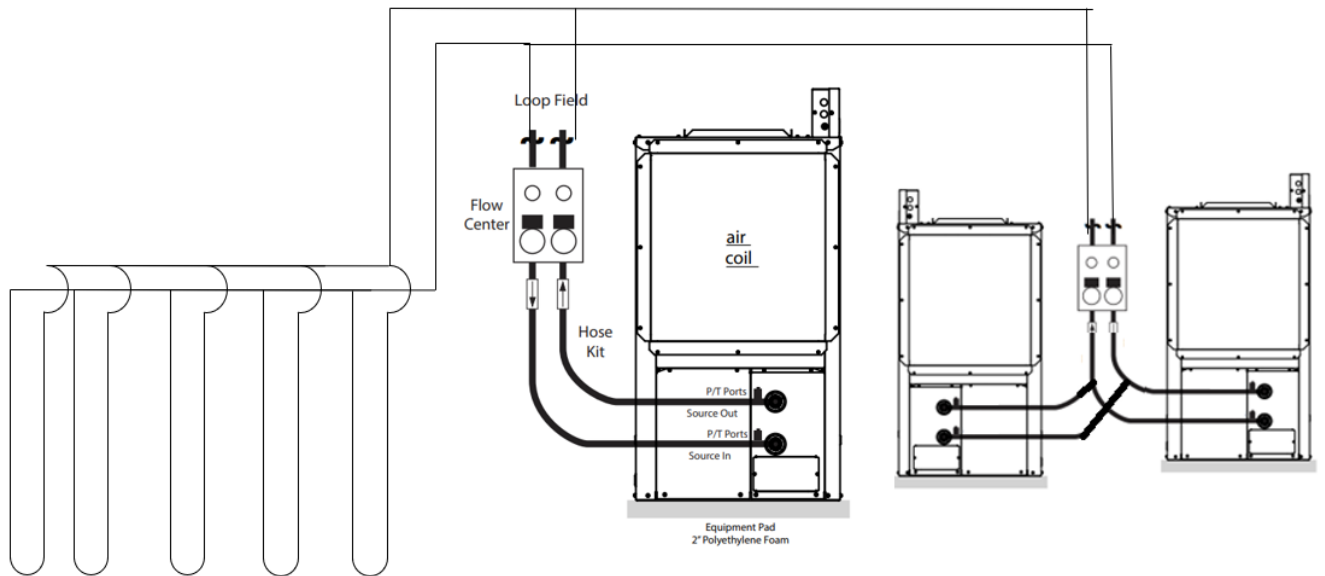 Loop Field
Flow
Center
air
coil
Hose
Kit
P/T Ports
Source Out
P/T Ports
Source In
Equipment Pad
2" Polyethylene Foam